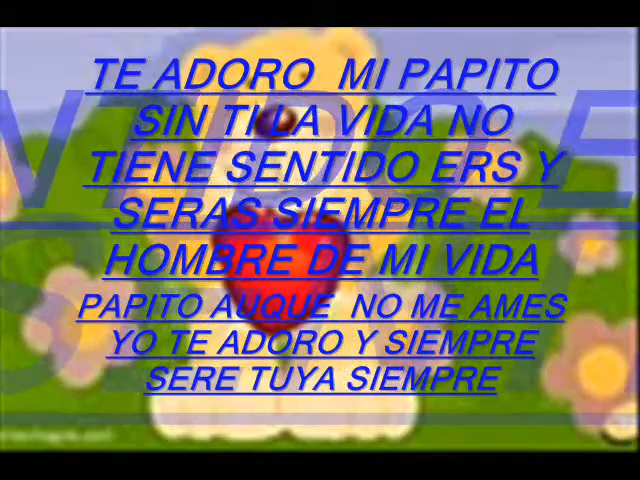 TE ADORO MI PAPITO
SIN TI LA VIDA NO
TIENE SENTIDO ERS Y
SERAS SIEMPRE EL
HOMBRE DE MI VIDA
PAPITO AUQUE NO ME AMES
YO TE ADORO Y SIEMPRE
SERE TUYA SIEMPRE